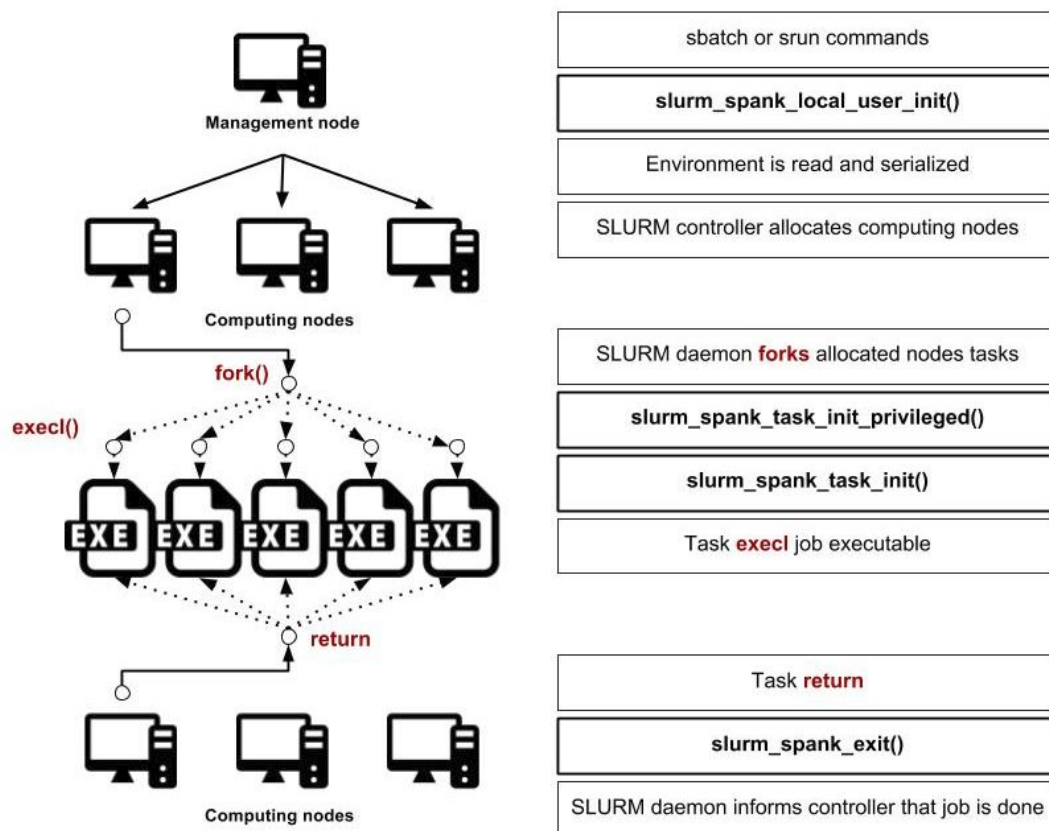 sbatch or srun commands
slurm_spank_local_user_init()
Management node
Environment is read and serialized
SLURM controller allocates computing nodes
Computing nodes
SLURM daemon forks allocated nodes tasks
fork()
slurm_spank_task_init_privileged()
execl()
slurm_spank_task_init()
EXE EXE EXE EXE EXE
Task execl job executable
return
Task return
slurm_spank_exit()
SLURM daemon informs controller that job is done
Computing nodes